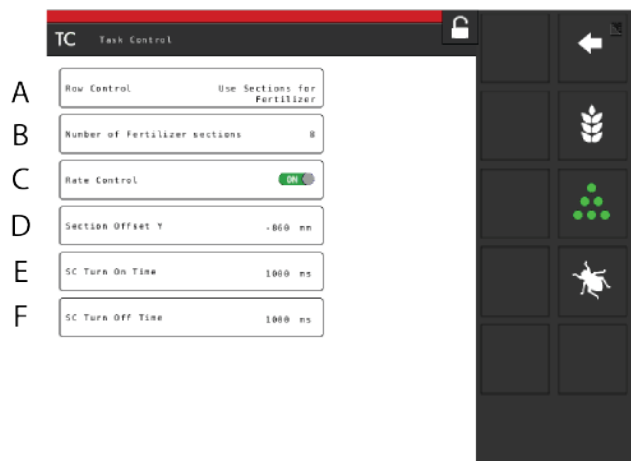 TC Task Control
A
Row Control Use Sections for
Fertilizer
B
Number of Fertilizer sections 8
C
Rate Control ON
D
Section Offset Y -860 mm
E
SC Turn On Time 1000 ms
F
SC Turn Off Time 1000 ms